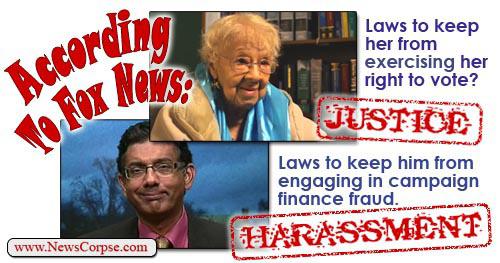 According
To Fox News:
Laws to keep
her from
exercising her
right to vote?
JUSTICE
Laws to keep him from
engaging in campaign
finance fraud.
HARASSMENT
www.NewsCorpse.com